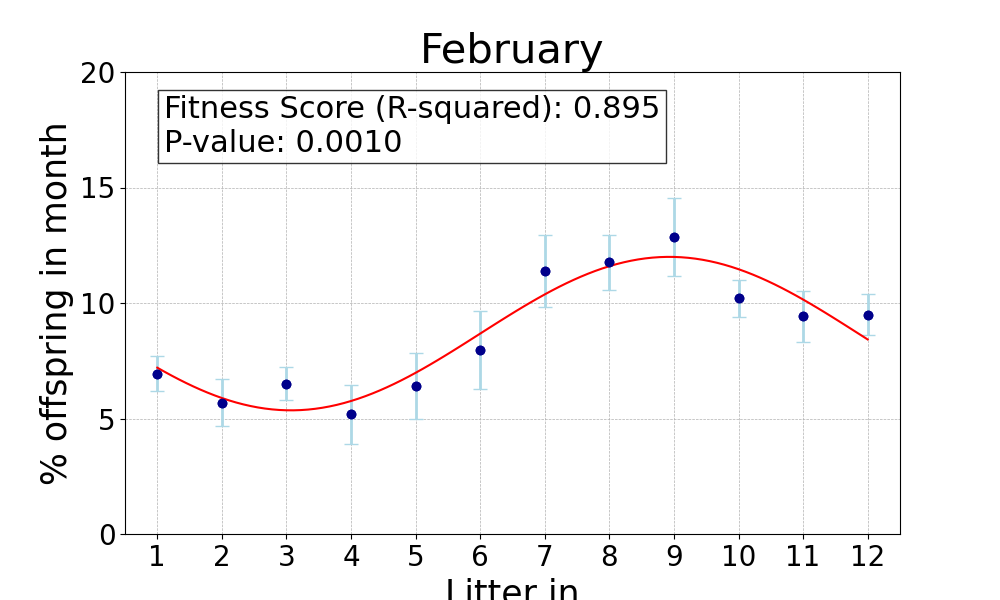 February
Fitness Score (R-squared): 0.895
P-value: 0.0010
% offspring in month
20
15
10
5
0
1 2 3 4 5 6 7 8 9 10 11 12
Litter in